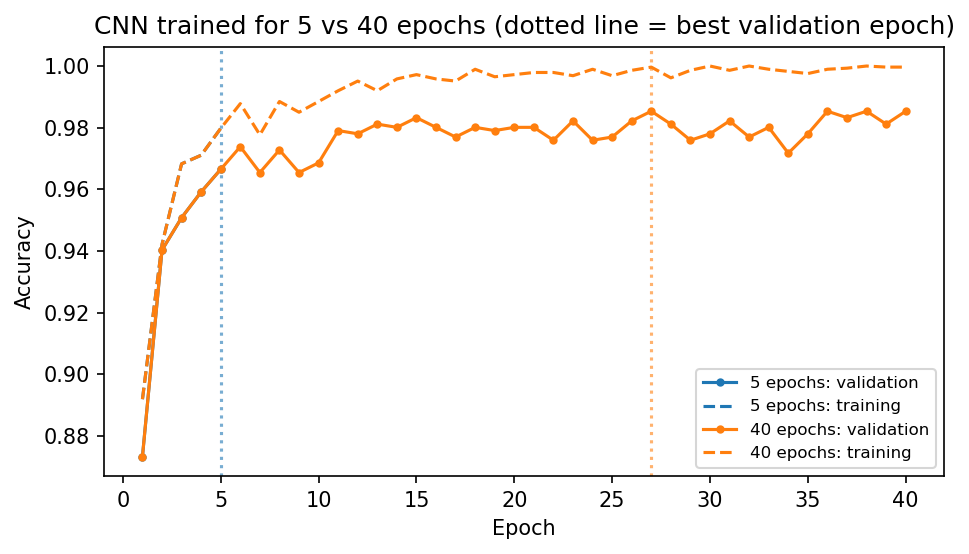 CNN trained for 5 vs 40 epochs (dotted line = best validation epoch)
1.00
0.98
0.96
0.94
0.92
0.90
0.88
Accuracy
0 5 10 15 20 25 30 35 40
Epoch
5 epochs: validation
5 epochs: training
40 epochs: validation
40 epochs: training